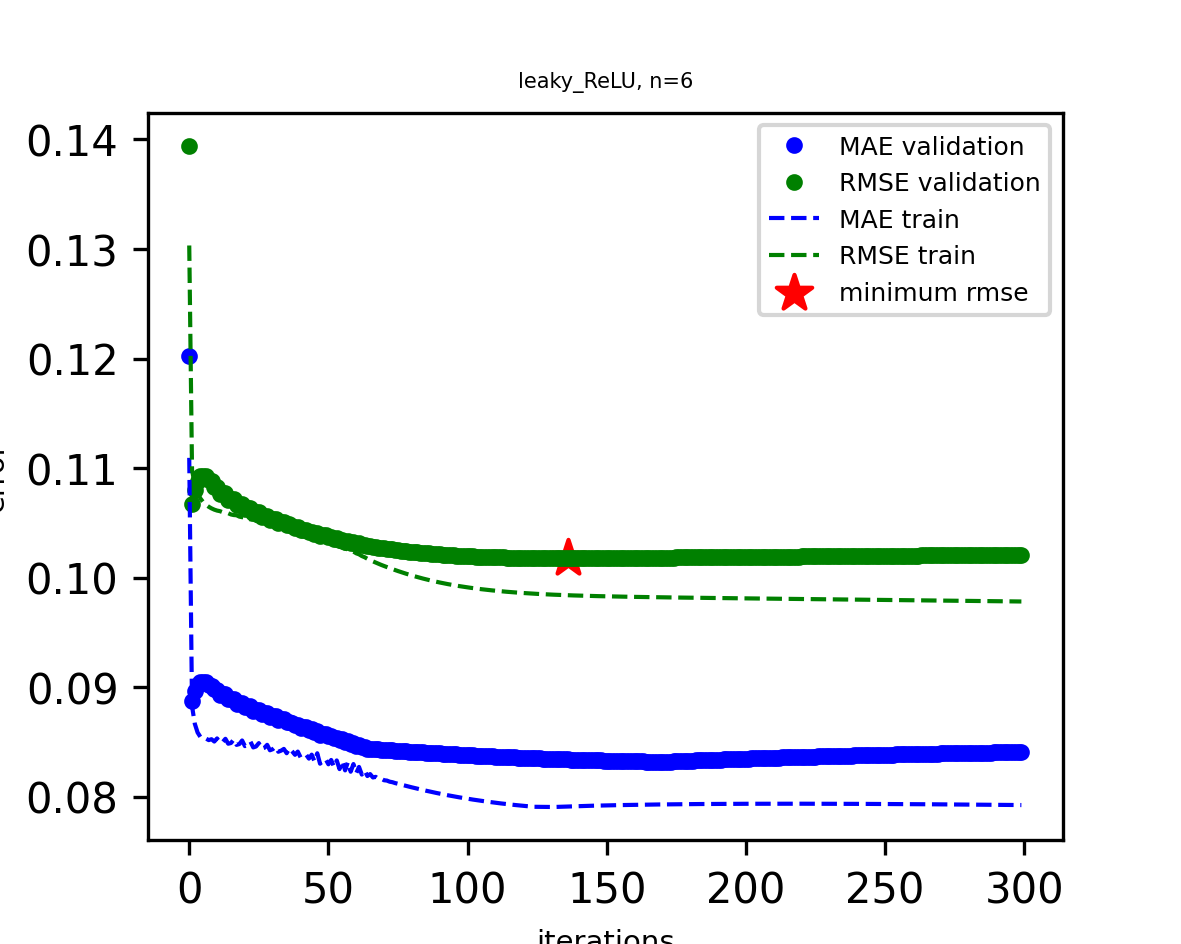 leaky_ReLU, n=6
0.14
0.13
0.12
0.11
0.10
0.09
0.08
MAE validation
RMSE validation
MAE train
RMSE train
minimum rmse
0 50 100 150 200 250 300
iterations